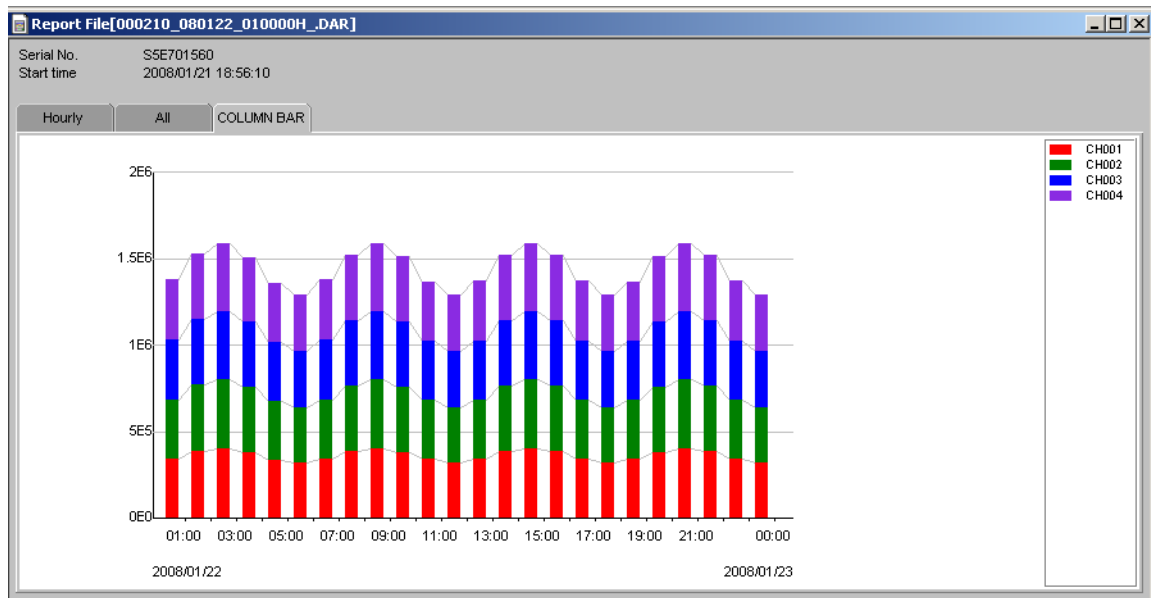 Report File[000210_080122_010000H_.DAR]
Serial No. S5E701560
Start time 2008/01/21 18:56:10
Hourly All COLUMN BAR
CH001
CH002
CH003
CH004
2E6
1.5E6
1E6
5E5
0E0
01:00 03:00 05:00 07:00 09:00 11:00 13:00 15:00 17:00 19:00 21:00 00:00
2008/01/22 2008/01/23